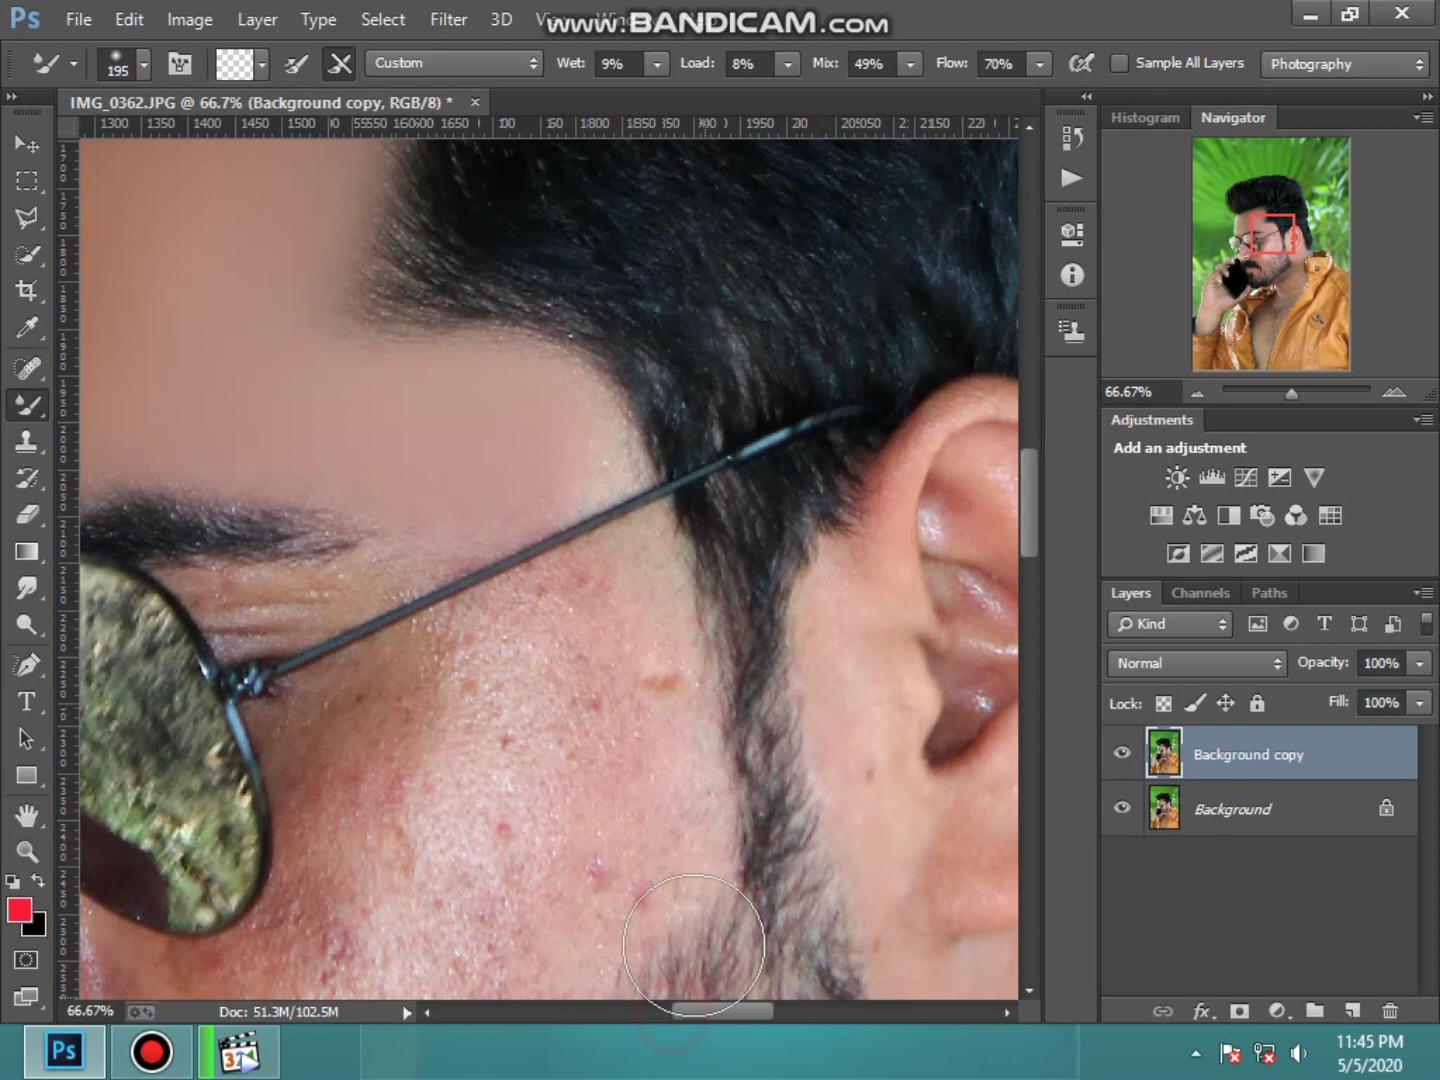 Ps File Edit Image Layer Type Select Filter 3D
www.BANDICAM.com
195 Custom Wet: 9% Load: 8% Mix: 49% Flow: 70% Sample All Layers Photography
IMG_0362.JPG @ 66.7% (Background copy, RGB/8) *
Histogram Navigator
66.67%
Adjustments
Add an adjustment
Layers Channels Paths
Kind
Normal Opacity: 100%
Lock: Fill: 100%
Background copy
Background
66.67% Doc: 51.3M/102.5M
Ps
11:45 PM
5/5/2020